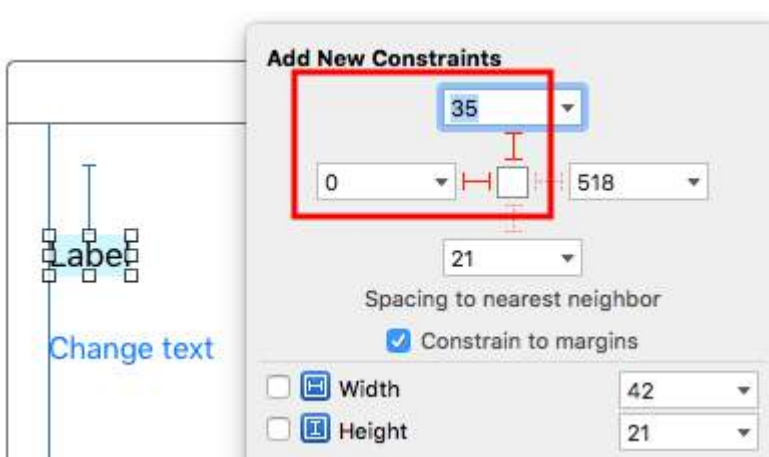 Add New Constraints
35
0
518
Label
21
Spacing to nearest neighbor
Change text
Constrain to margins
Width 42
Height 21